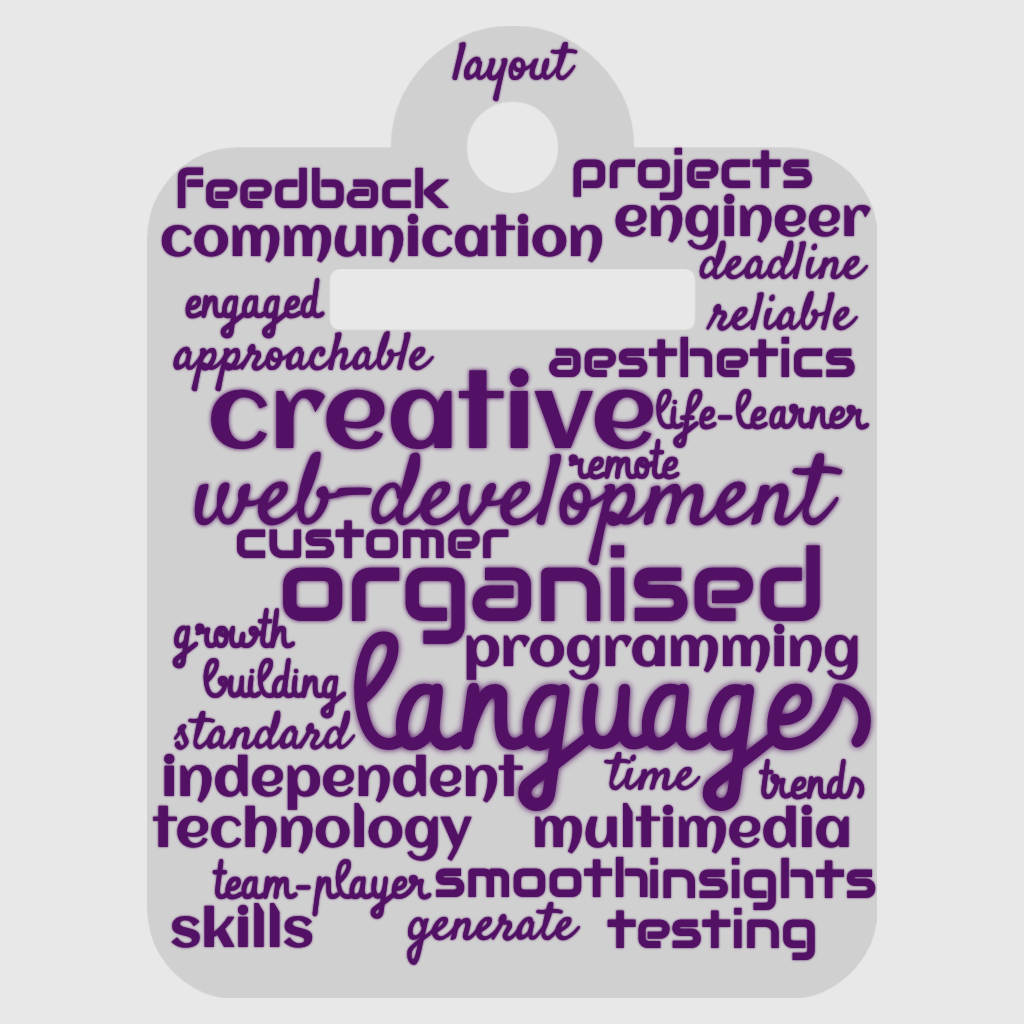 layout
feedback projects
communication engineer
deadline
engaged reliable
approachable aesthetics
creative life-learner
remote
web-development
customer
organised
growth programming
building languages
standard
independent time trends
technology multimedia
team-player smooth insights
skills generate testing